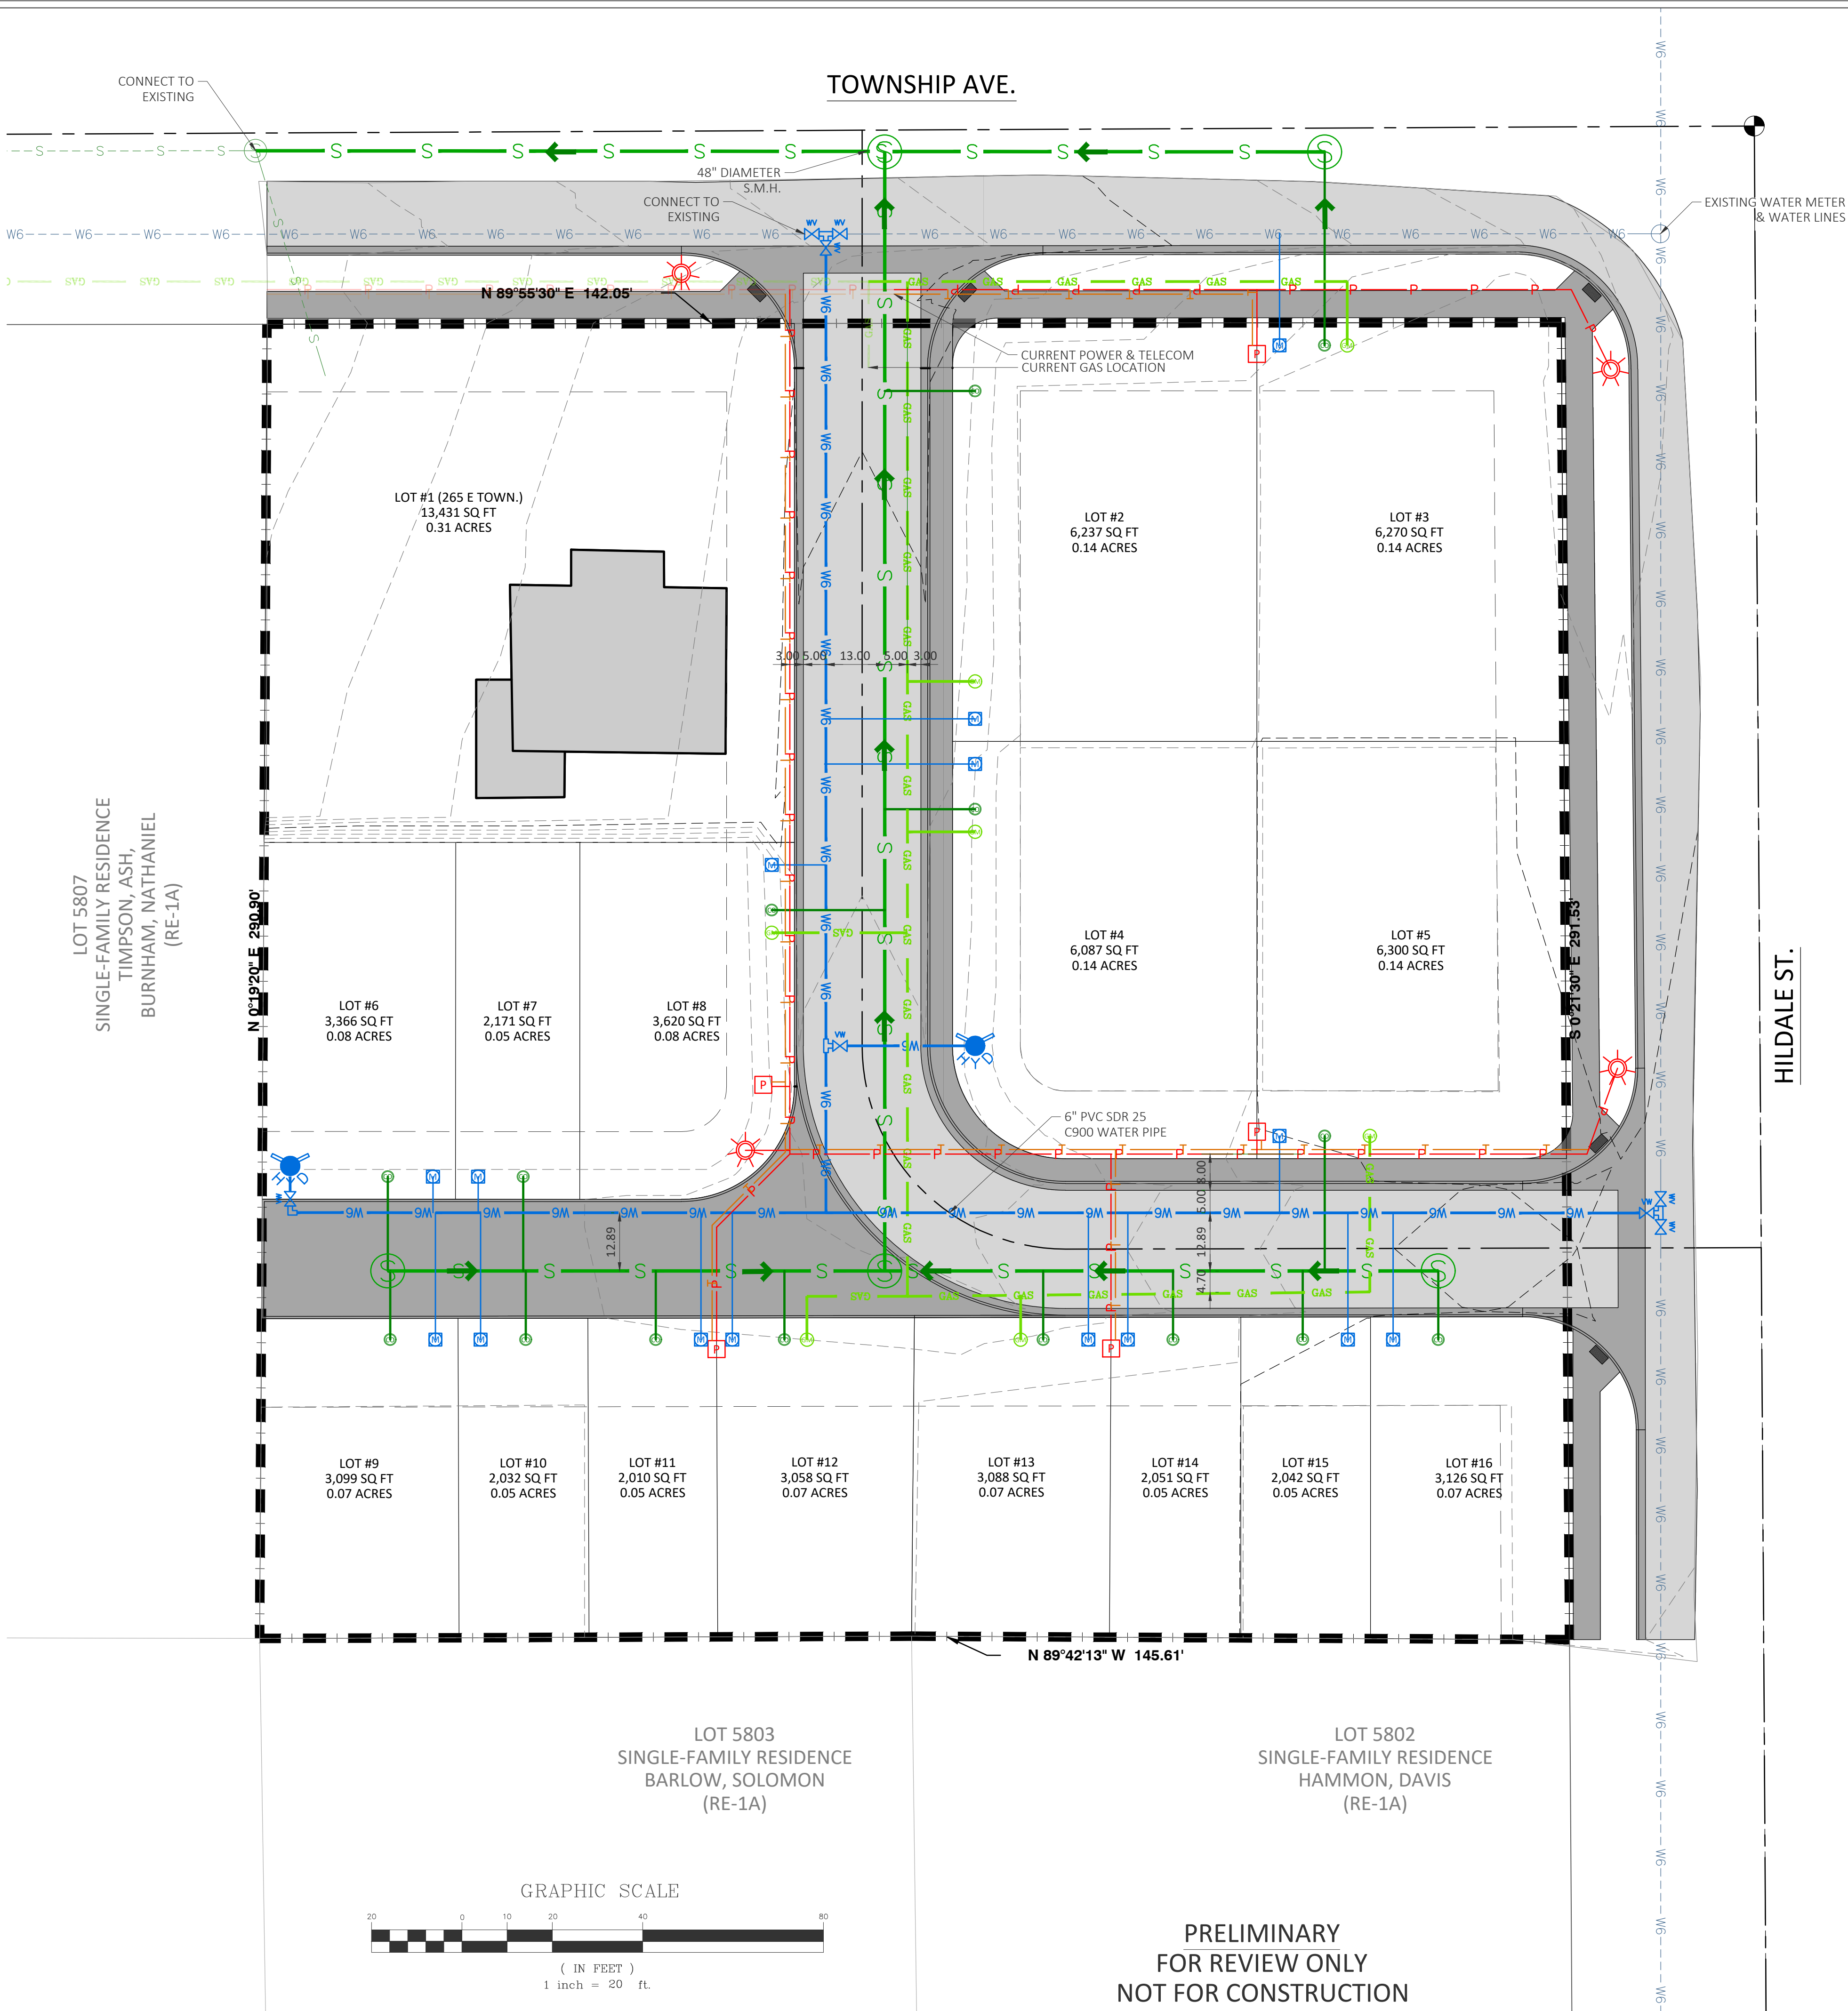 TOWNSHIP AVE.
CONNECT TO
EXISTING
48" DIAMETER
S.M.H.
CONNECT TO
EXISTING
EXISTING WATER METER
& WATER LINES
N 89°55'30" E 142.05'
CURRENT POWER & TELECOM
CURRENT GAS LOCATION
LOT #1 (265 E TOWN.)
13,431 SQ FT
0.31 ACRES
LOT #2
6,237 SQ FT
0.14 ACRES
LOT #3
6,270 SQ FT
0.14 ACRES
3.00 5.00 13.00 5.00 3.00
LOT 5807
SINGLE-FAMILY RESIDENCE
TIMPSON, ASH,
BURNHAM, NATHANIEL
(RE-1A)
N 0°19'20" E 290.90'
LOT #4
6,087 SQ FT
0.14 ACRES
LOT #5
6,300 SQ FT
0.14 ACRES
S 0°21'30" E 291.53'
HILDALE ST.
LOT #6
3,366 SQ FT
0.08 ACRES
LOT #7
2,171 SQ FT
0.05 ACRES
LOT #8
3,620 SQ FT
0.08 ACRES
HYD
6" PVC SDR 25
C900 WATER PIPE
HYD
12.89
8.00
5.00
12.89
4.70
LOT #9
3,099 SQ FT
0.07 ACRES
LOT #10
2,032 SQ FT
0.05 ACRES
LOT #11
2,010 SQ FT
0.05 ACRES
LOT #12
3,058 SQ FT
0.07 ACRES
LOT #13
3,088 SQ FT
0.07 ACRES
LOT #14
2,051 SQ FT
0.05 ACRES
LOT #15
2,042 SQ FT
0.05 ACRES
LOT #16
3,126 SQ FT
0.07 ACRES
N 89°42'13" W 145.61'
LOT 5803
SINGLE-FAMILY RESIDENCE
BARLOW, SOLOMON
(RE-1A)
LOT 5802
SINGLE-FAMILY RESIDENCE
HAMMON, DAVIS
(RE-1A)
GRAPHIC SCALE
20 0 10 20 40 80
( IN FEET )
1 inch = 20 ft.
PRELIMINARY
FOR REVIEW ONLY
NOT FOR CONSTRUCTION